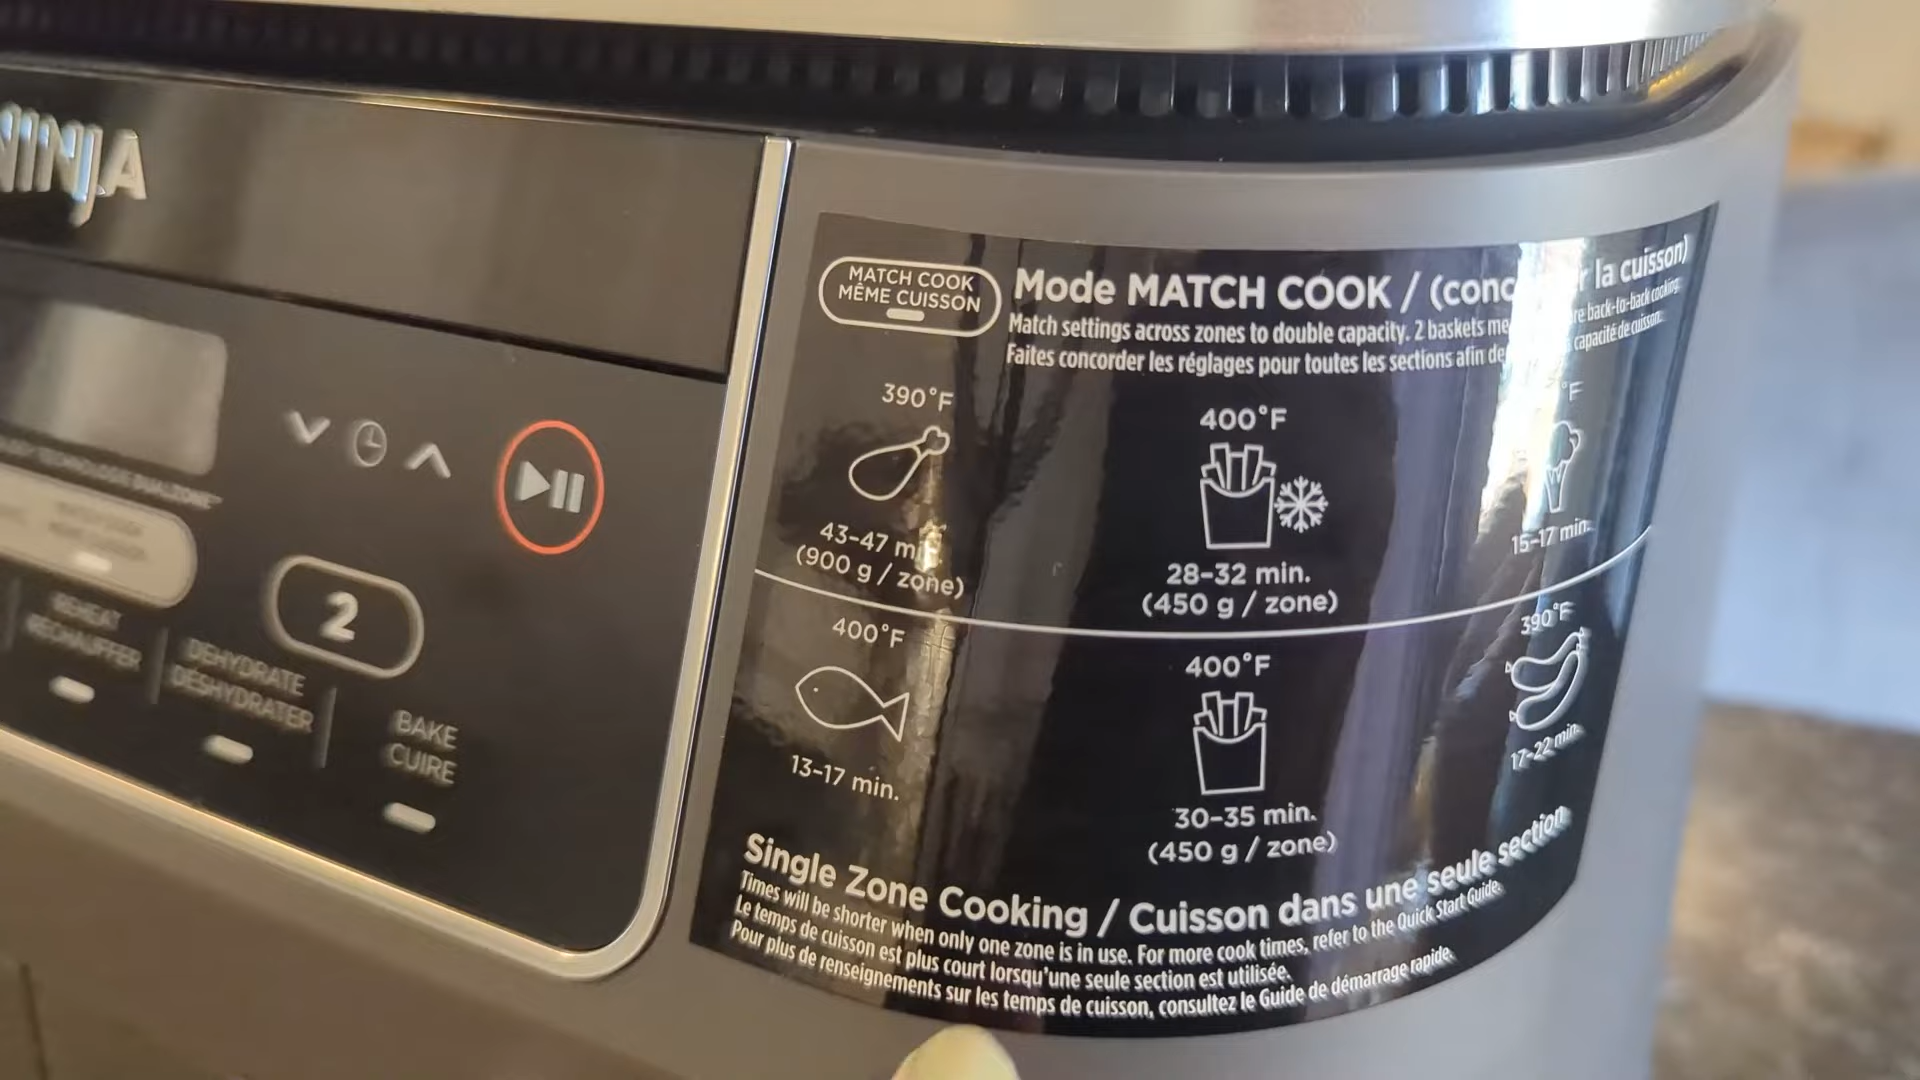 NINJA
MATCH COOK
MÊME CUISSON
Mode MATCH COOK / (conc la cuisson)
Match settings across zones to double capacity. 2 baskets back-to-back cooking.
Faites concorder les réglages pour toutes les sections afin de capacité de cuisson.
390°F
43-47 min.
(900 g / zone)
400°F
28-32 min.
(450 g / zone)
°F
15-17 min.
400°F
13-17 min.
400°F
30-35 min.
(450 g / zone)
390°F
17-22 min.
Single Zone Cooking / Cuisson dans une seule section
Times will be shorter when only one zone is in use. For more cook times, refer to the Quick Start Guide.
Le temps de cuisson est plus court lorsqu'une seule section est utilisée.
Pour plus de renseignements sur les temps de cuisson, consultez le Guide de démarrage rapide.
2
REHEAT
RÉCHAUFFER
DEHYDRATE
DÉSHYDRATER
BAKE
CUIRE